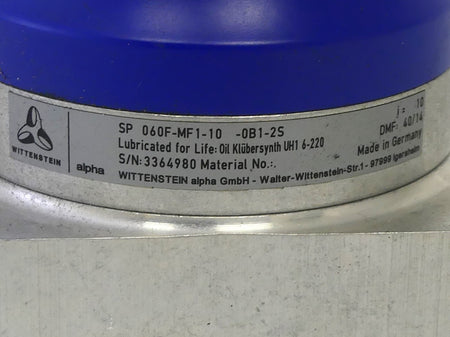 SP 060F-MF1-10 -0B1-2S
i= 10
Lubricated for Life: Oil Klübersynth UH1 6-220
DMF: 40/14
S/N:3364980 Material No.:.
Made in Germany
WITTENSTEIN alpha
WITTENSTEIN alpha GmbH - Walter-Wittenstein-Str.1 - 97999 Igersheim